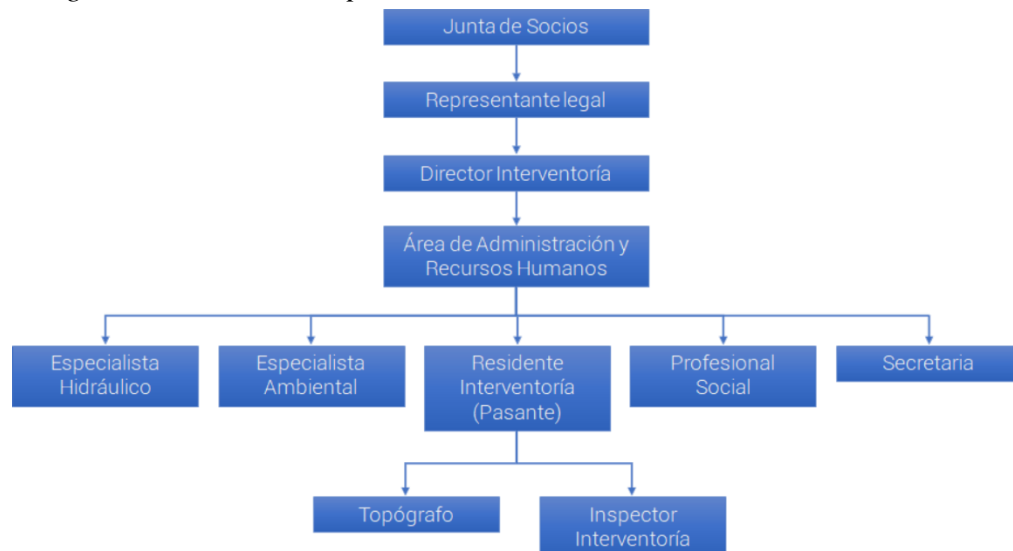 Junta de Socios
Representante legal
Director Interventoría
Área de Administración y
Recursos Humanos
Especialista
Hidráulico
Especialista
Ambiental
Residente
Interventoría
(Pasante)
Profesional
Social
Secretaria
Topógrafo
Inspector
Interventoría